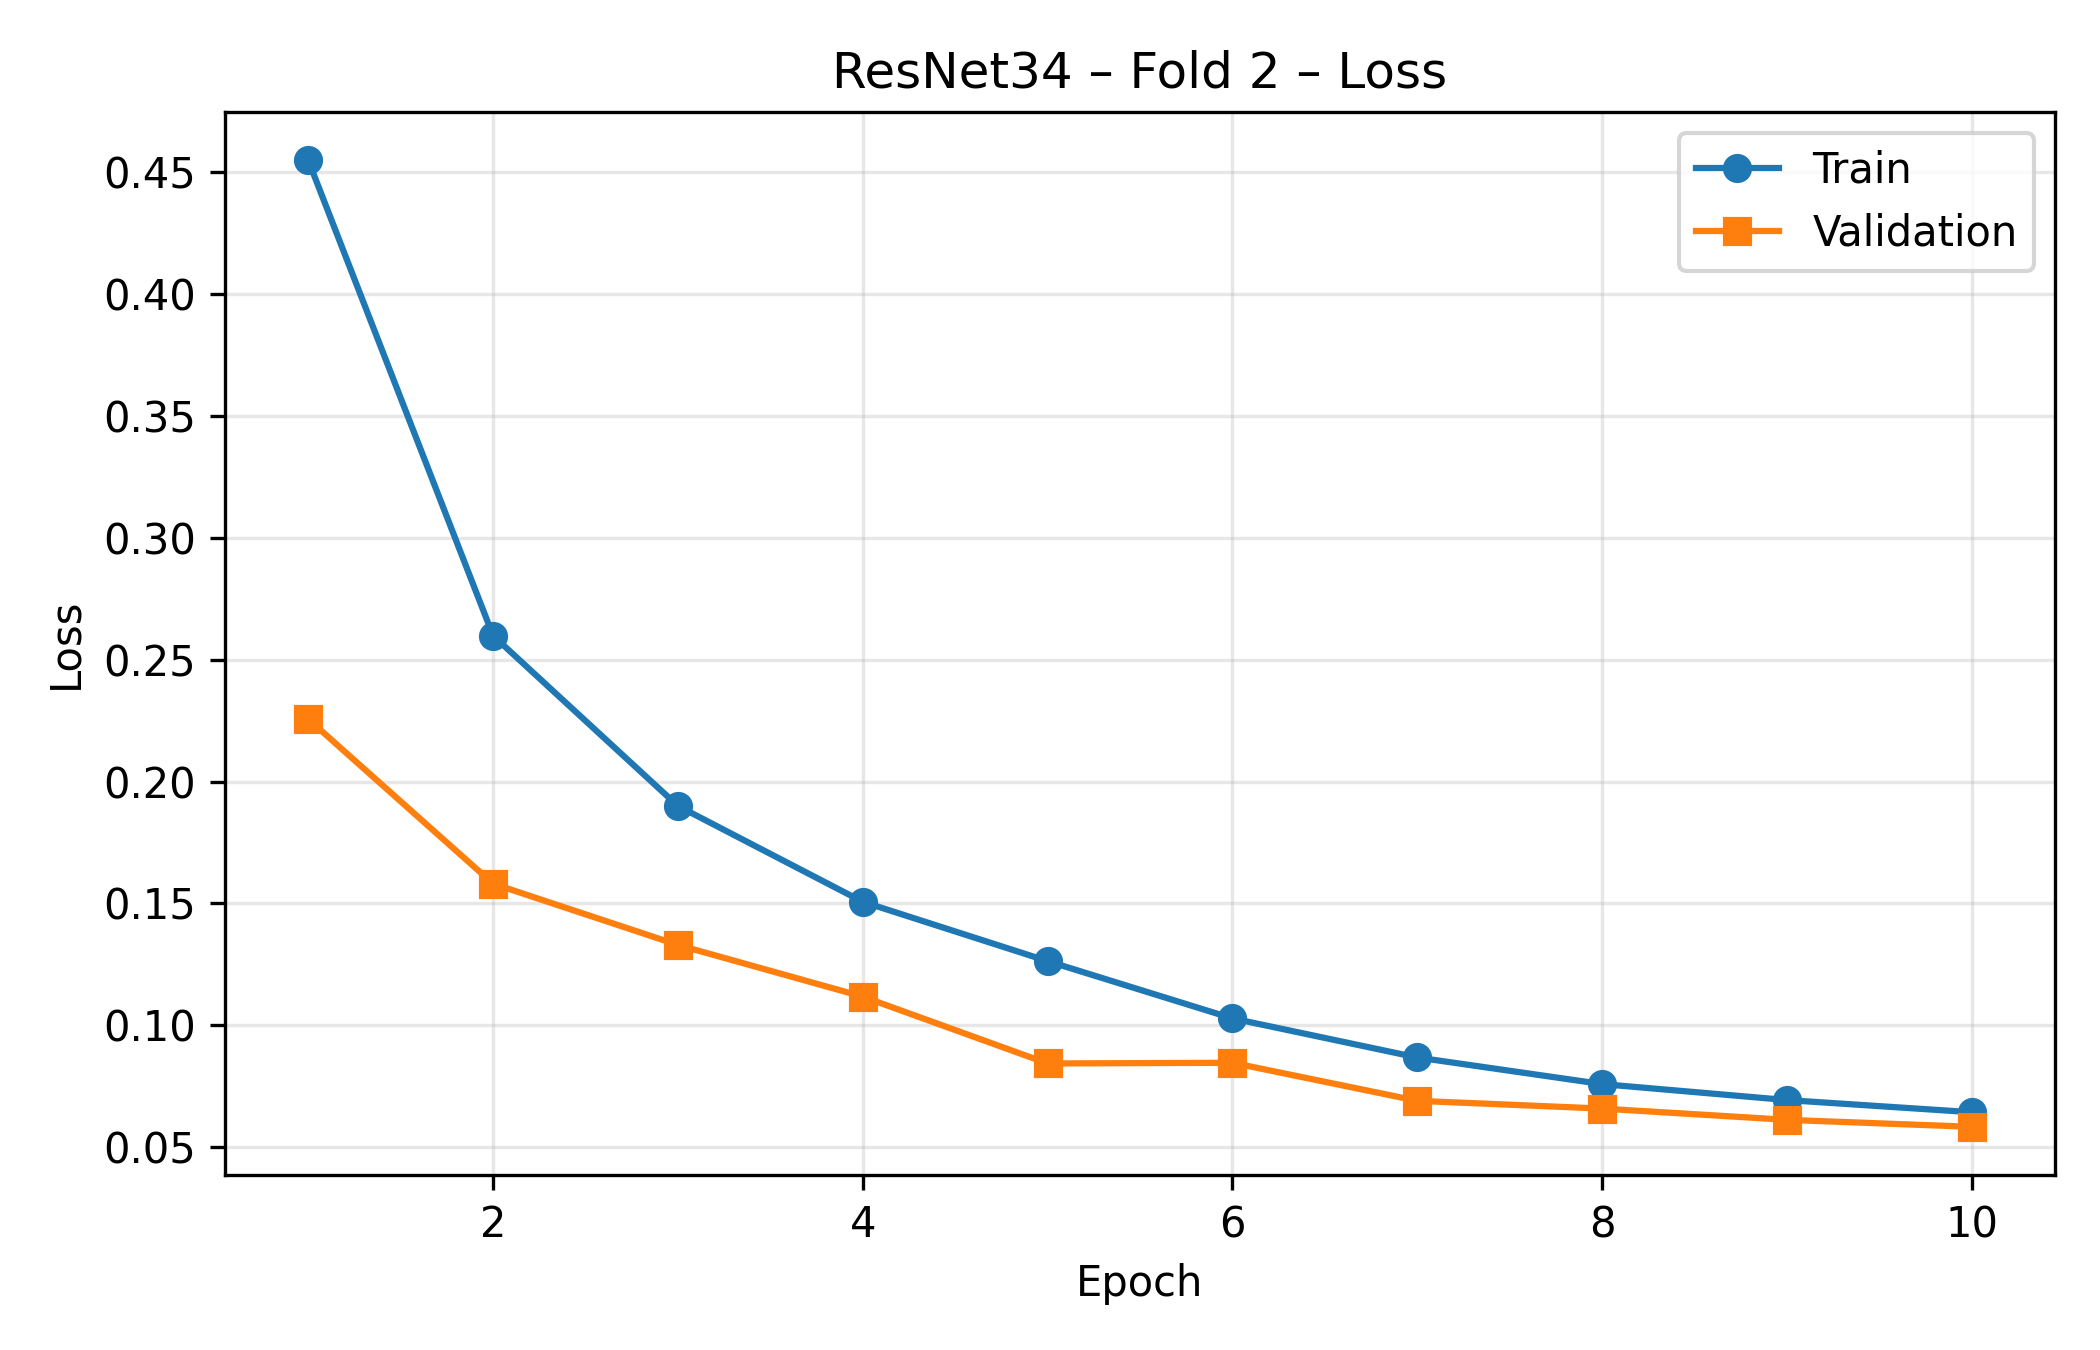 ResNet34 – Fold 2 – Loss
Train
Validation
0.45
0.40
0.35
0.30
0.25
0.20
0.15
0.10
0.05
Loss
2 4 6 8 10
Epoch